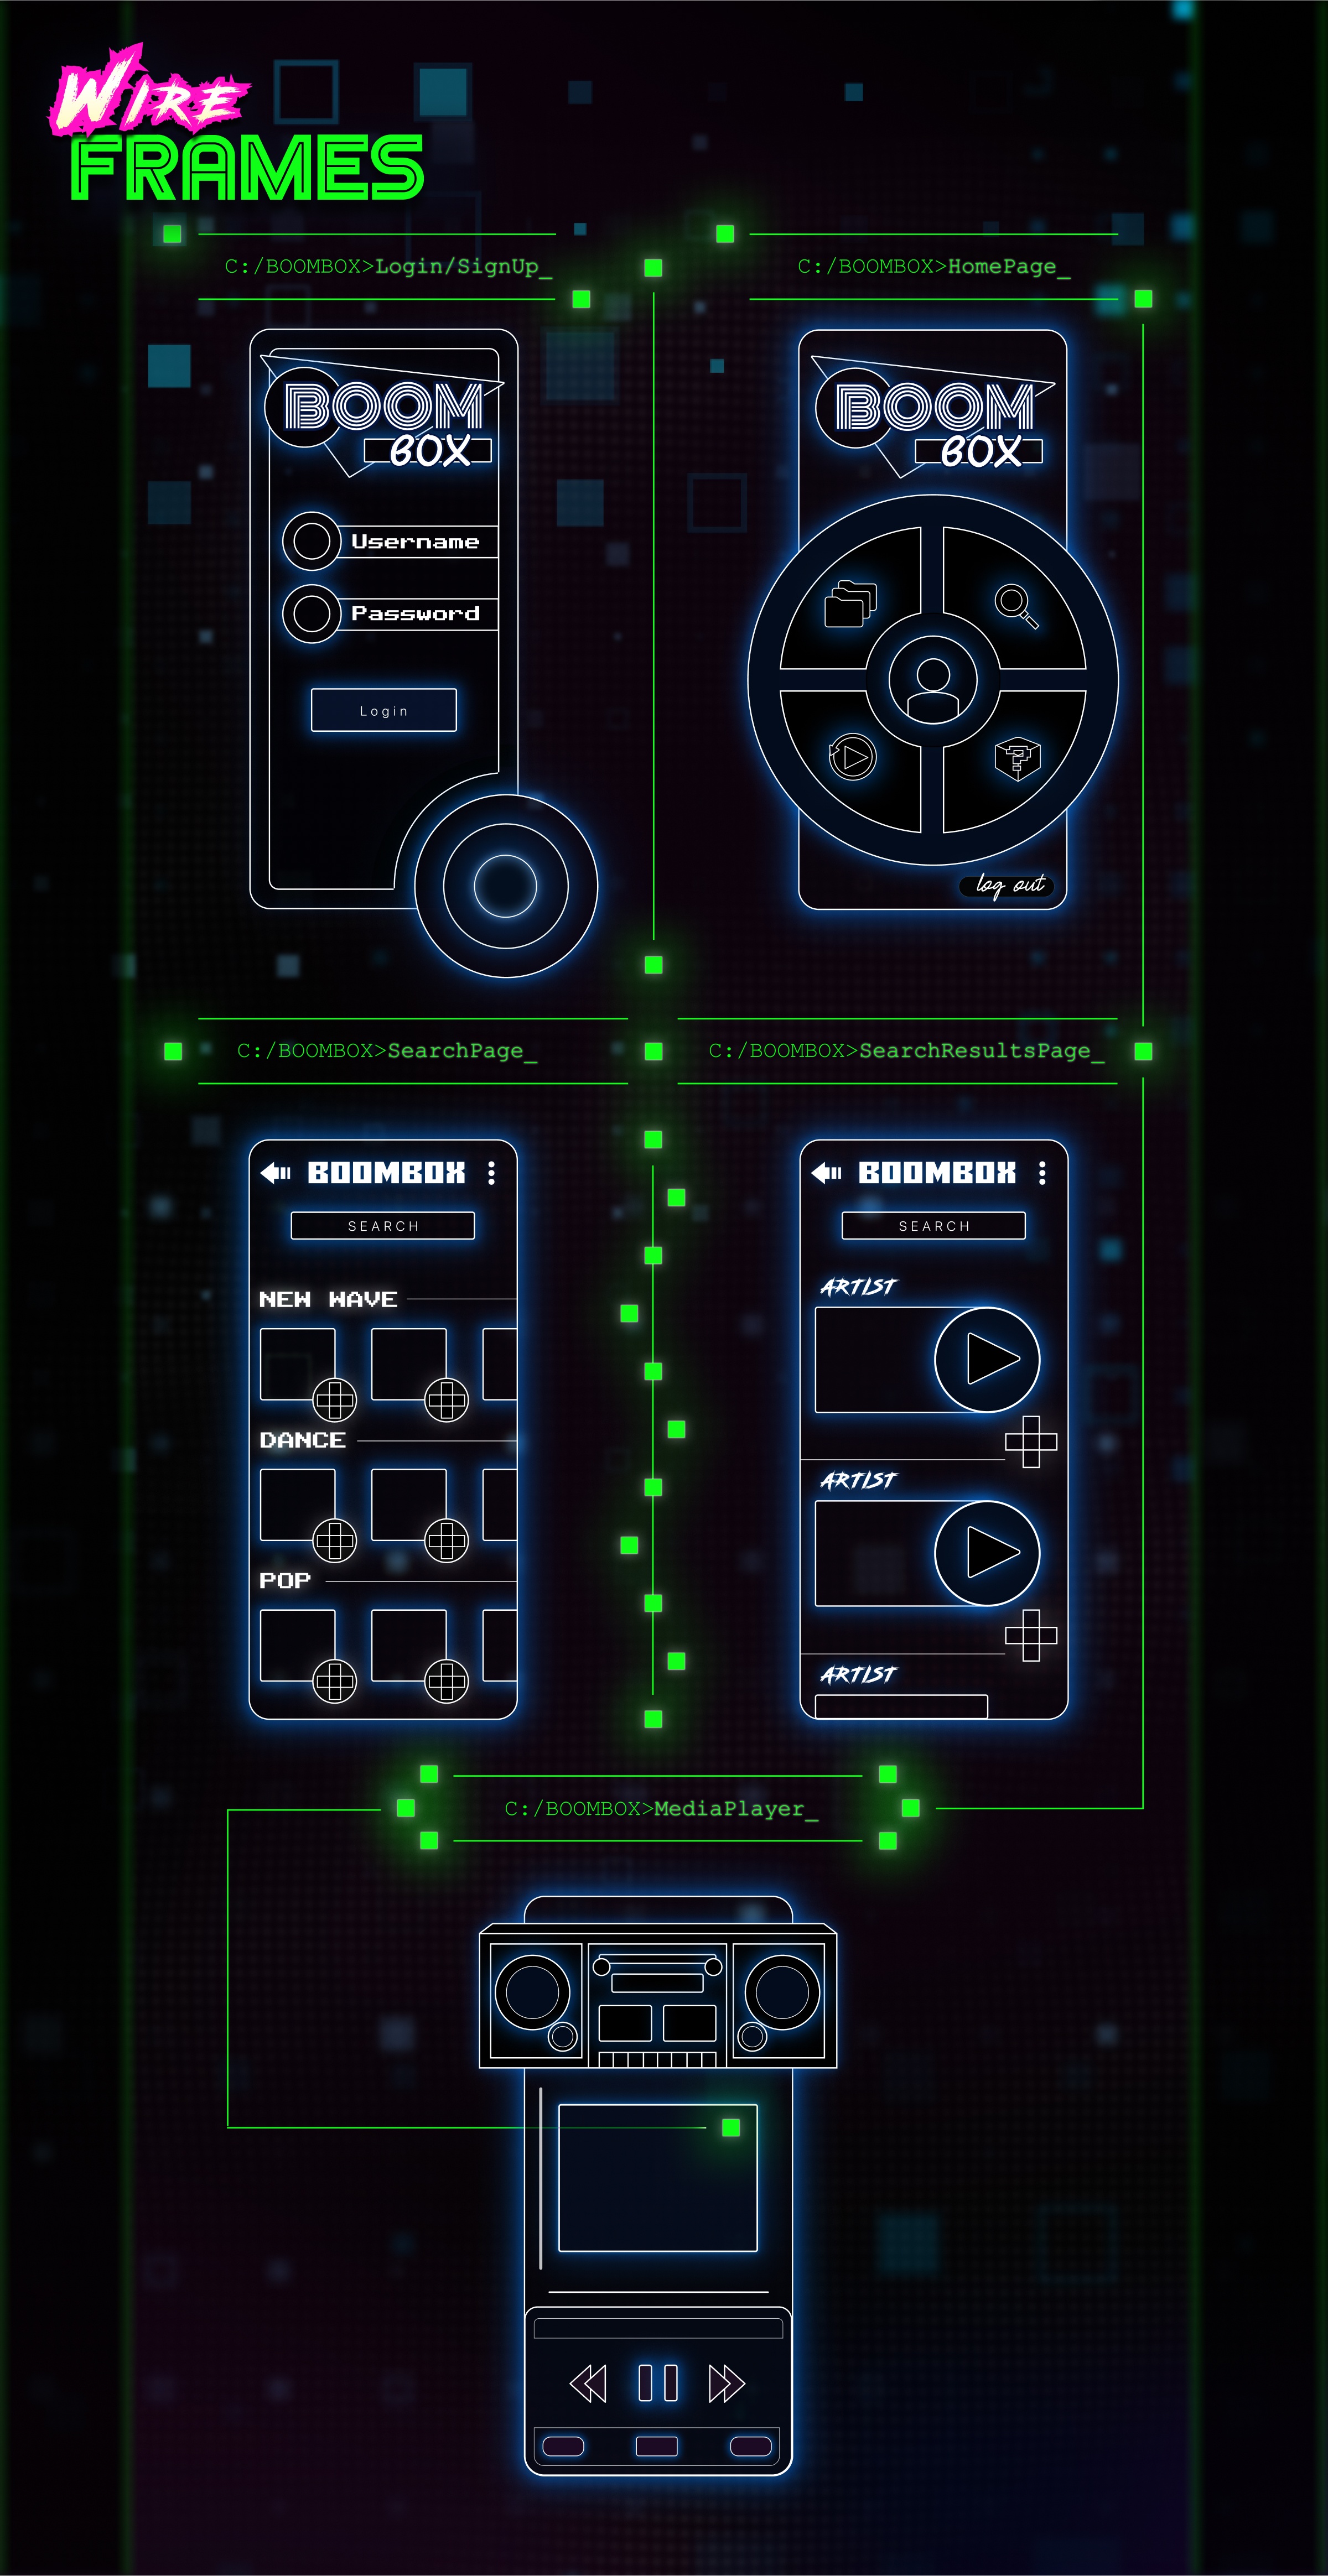 WIRE
FRAMES
C:/BOOMBOX>Login/SignUp_
C:/BOOMBOX>HomePage_
BOOM
BOX
Username
Password
Login
BOOM
BOX
log out
C:/BOOMBOX>SearchPage_
C:/BOOMBOX>SearchResultsPage_
BOOMBOX
SEARCH
NEW WAVE
DANCE
POP
BOOMBOX
SEARCH
ARTIST
ARTIST
ARTIST
C:/BOOMBOX>MediaPlayer_